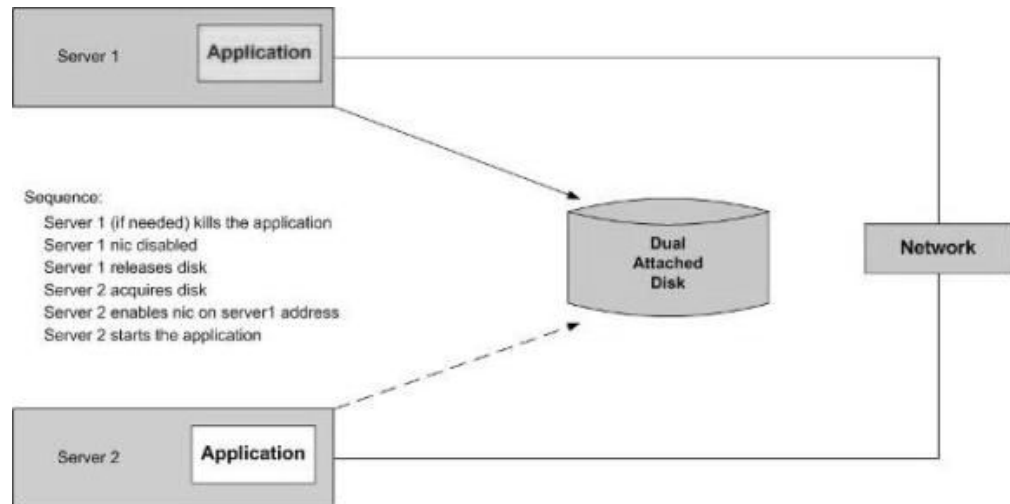 Server 1
Application
Sequence:
Server 1 (if needed) kills the application
Server 1 nic disabled
Server 1 releases disk
Server 2 acquires disk
Server 2 enables nic on server1 address
Server 2 starts the application
Dual
Attached
Disk
Network
Server 2
Application